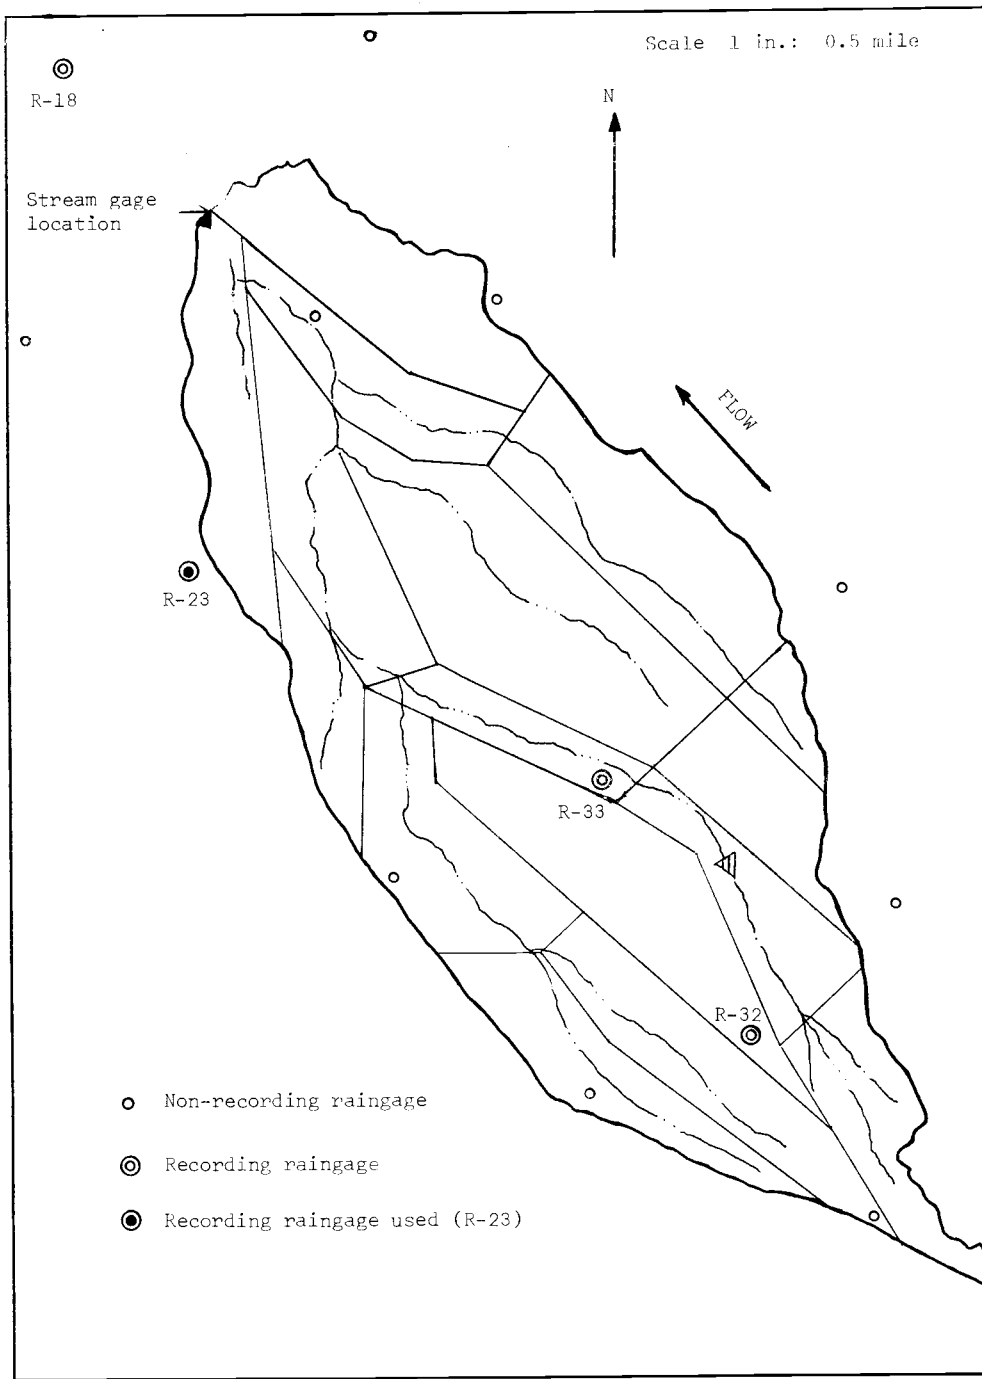 Scale 1 in.: 0.5 mile
R-18
N
Stream gage
location
FLOW
R-23
R-33
R-32
Non-recording raingage
Recording raingage
Recording raingage used (R-23)